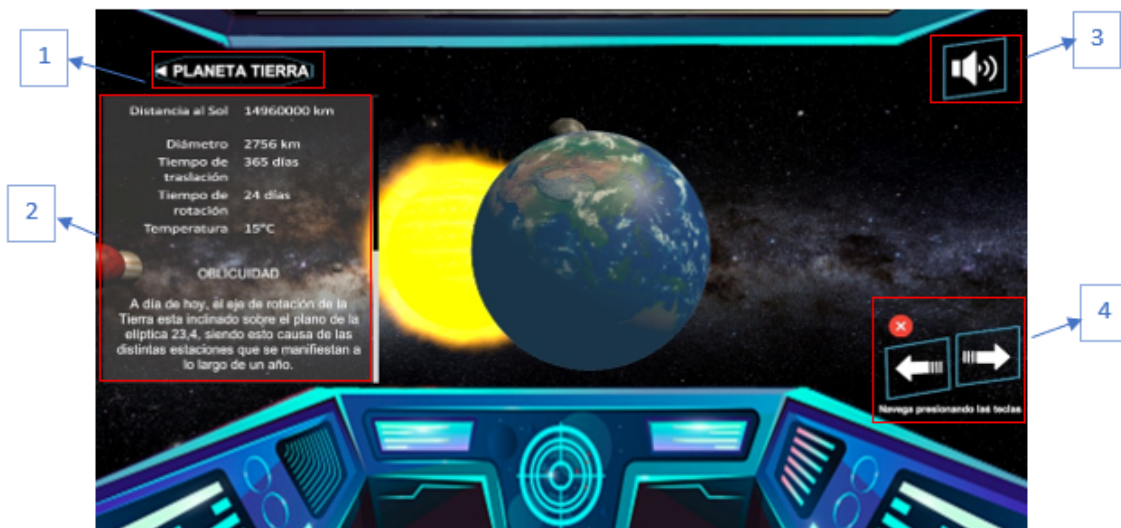 1
◄ PLANETA TIERRA
3
Distancia al Sol 14960000 km
Diámetro 2756 km
Tiempo de 365 días
traslación
Tiempo de 24 días
rotación
Temperatura 15°C
2
OBLICUIDAD
A día de hoy, el eje de rotación de la
Tierra esta inclinado sobre el plano de la
elíptica 23,4, siendo esto causa de las
distintas estaciones que se manifiestan a
lo largo de un año.
4
Navega presionando las teclas